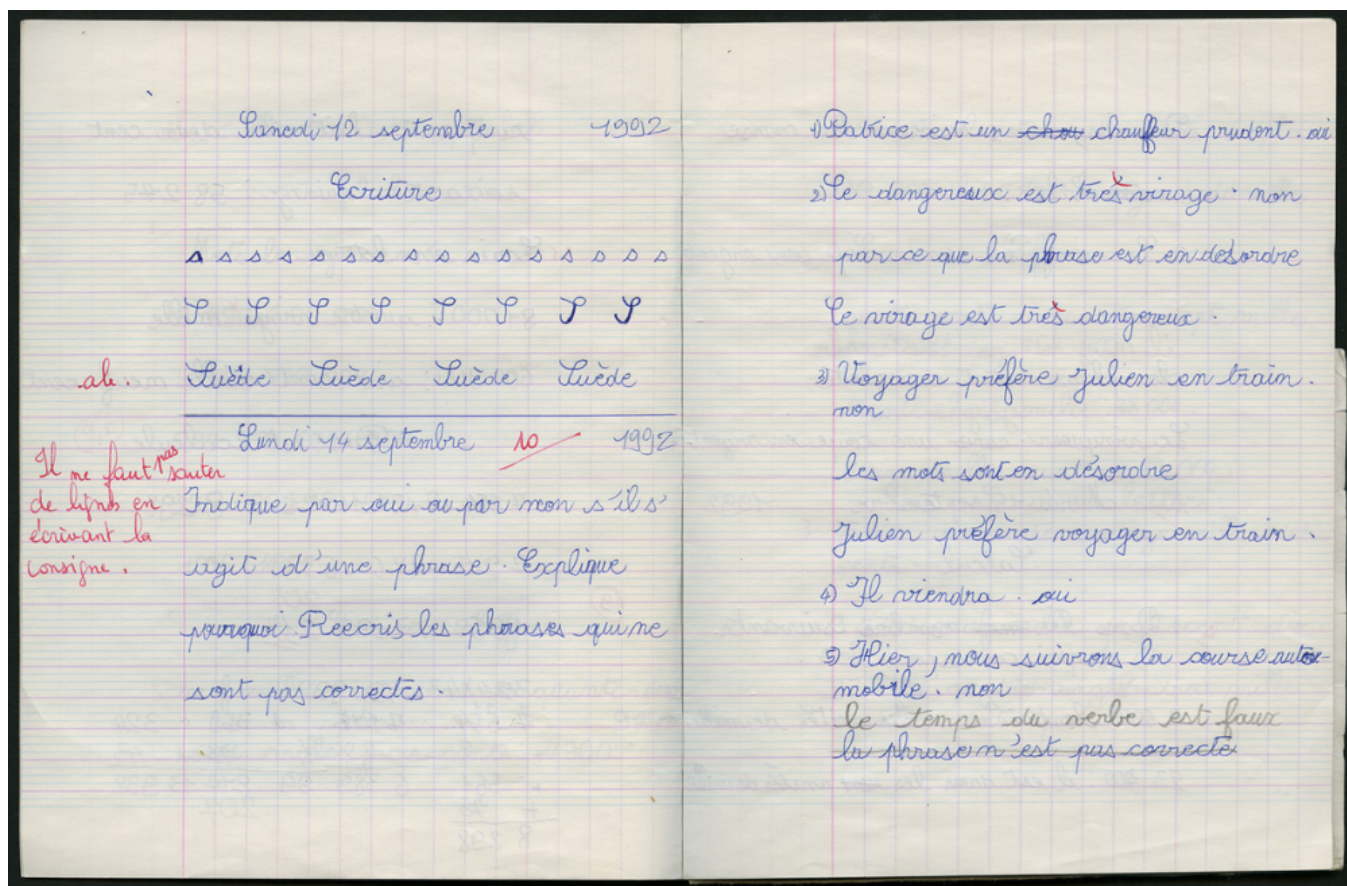 Samedi 12 septembre 1992
Ecriture
s s s s s s s s s s s s s s s s
S S S S S S S S
ab. Suède Suède Suède Suède
Lundi 14 septembre 10 1992
Il ne faut pas sauter
de lignes en
écrivant la
consigne.
Indique par oui ou par non s'il s'
agit d'une phrase. Explique
pourquoi. Reecris les phrases qui ne
sont pas correctes.
1) Patrice est un chou chauffeur prudent. oui
2) Le dangereux est très virage. non
parce que la phrase est en desordre
Le virage est très dangereux.
3) Voyager préfère Julien en train.
non
les mots sont en désordre
Julien préfère voyager en train.
4) Il viendra. oui
5) Hier, nous suivrons la course auto-
mobile. non
le temps du verbe est faux
la phrase n'est pas correcte